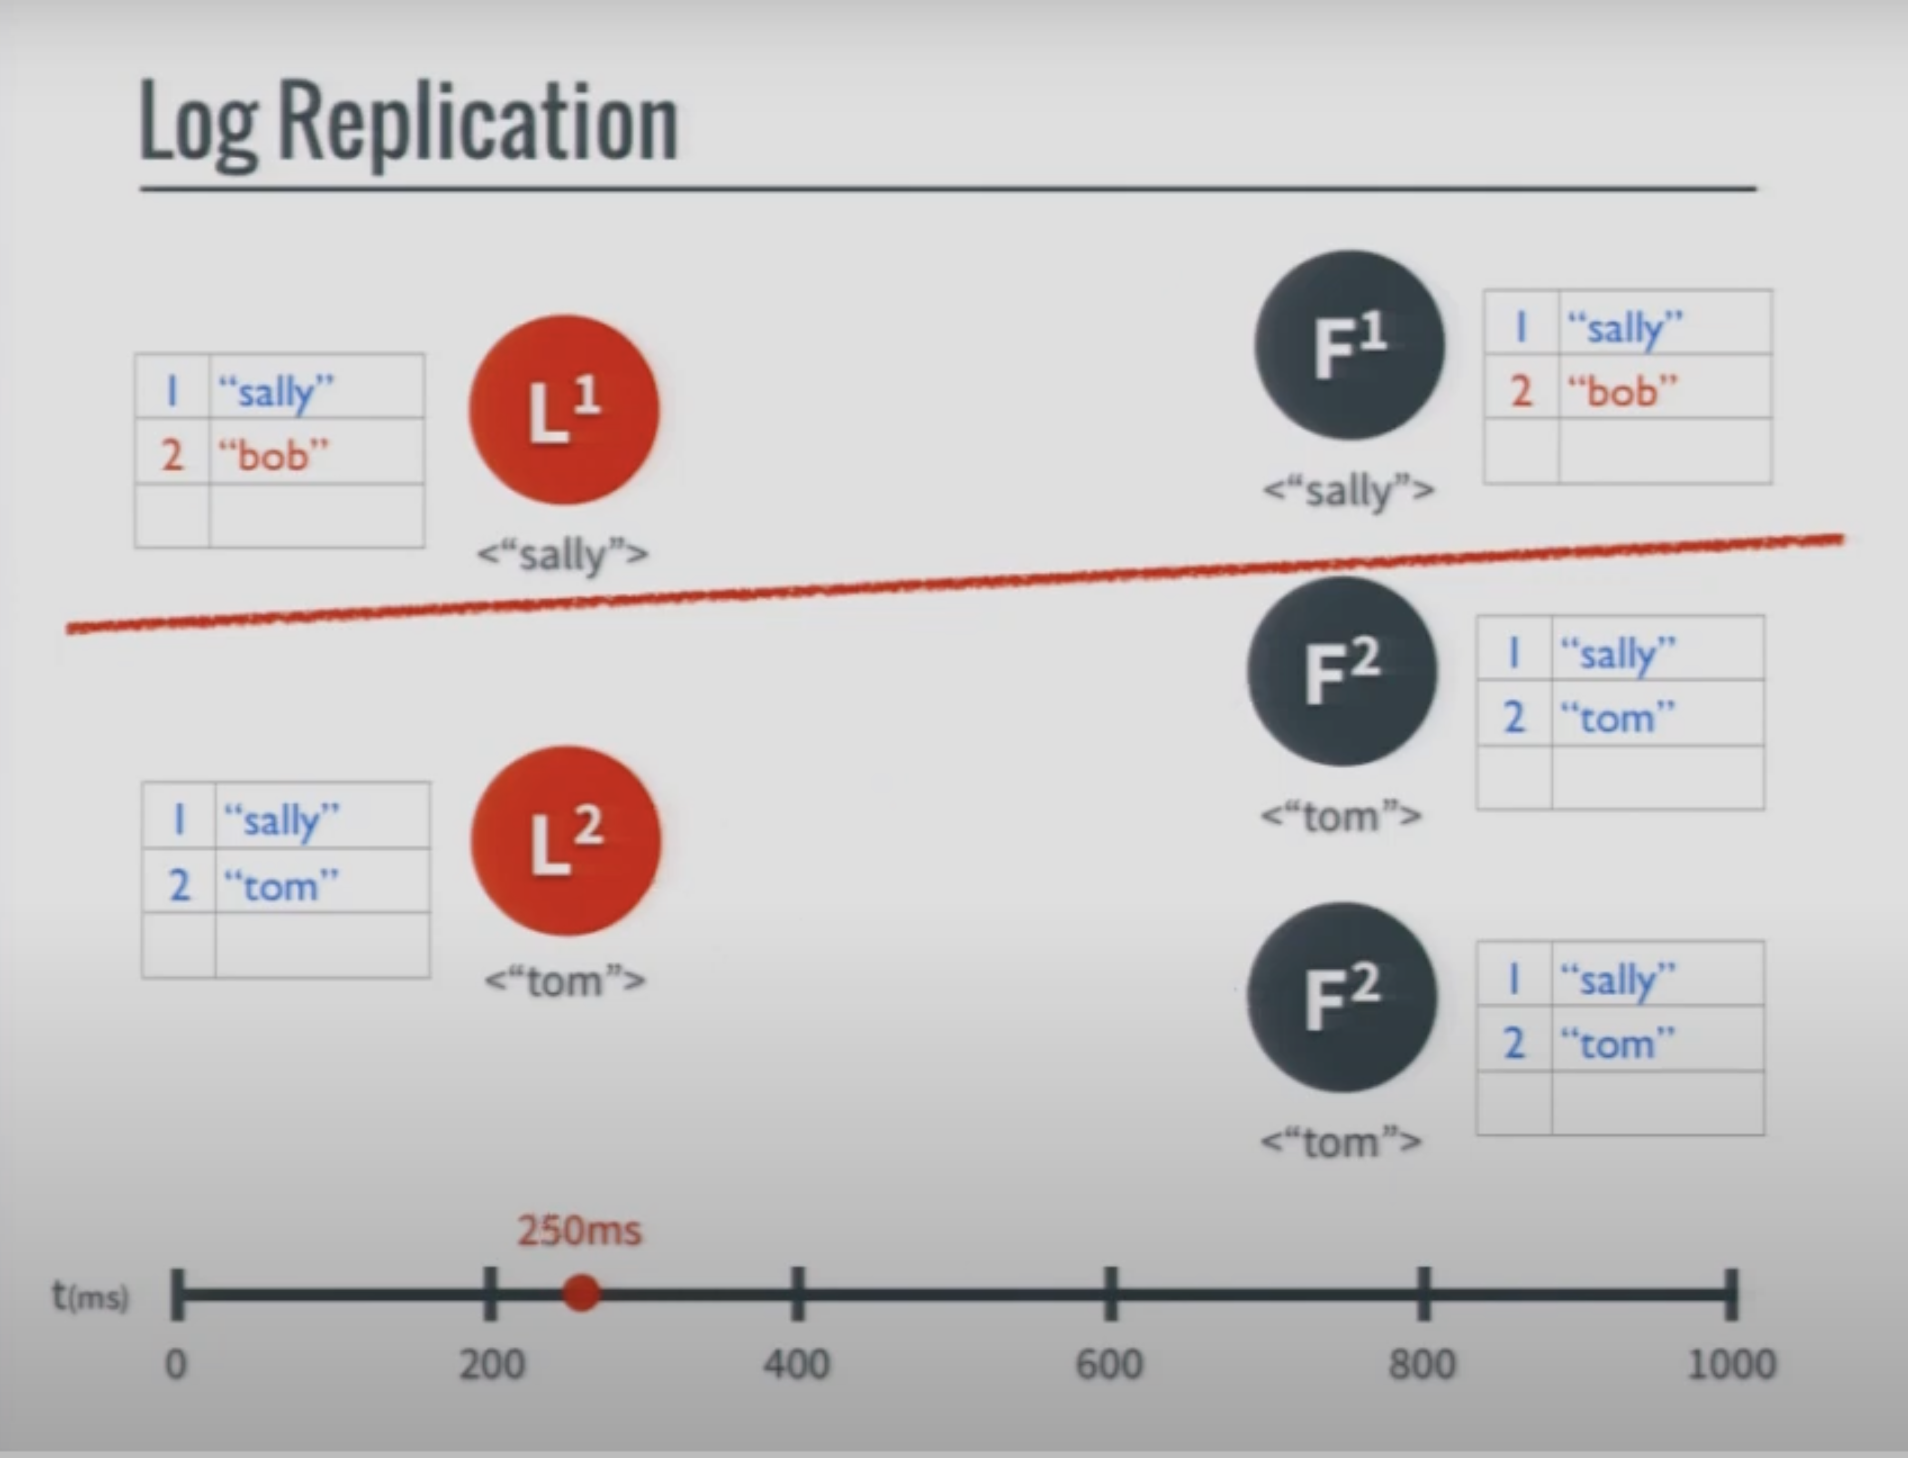 Log Replication
1 “sally”
2 “bob”
L1
<“sally”>
F1
<“sally”>
1 “sally”
2 “bob”
1 “sally”
2 “tom”
L2
<“tom”>
F2
<“tom”>
1 “sally”
2 “tom”
F2
<“tom”>
1 “sally”
2 “tom”
250ms
t(ms)
0 200 400 600 800 1000